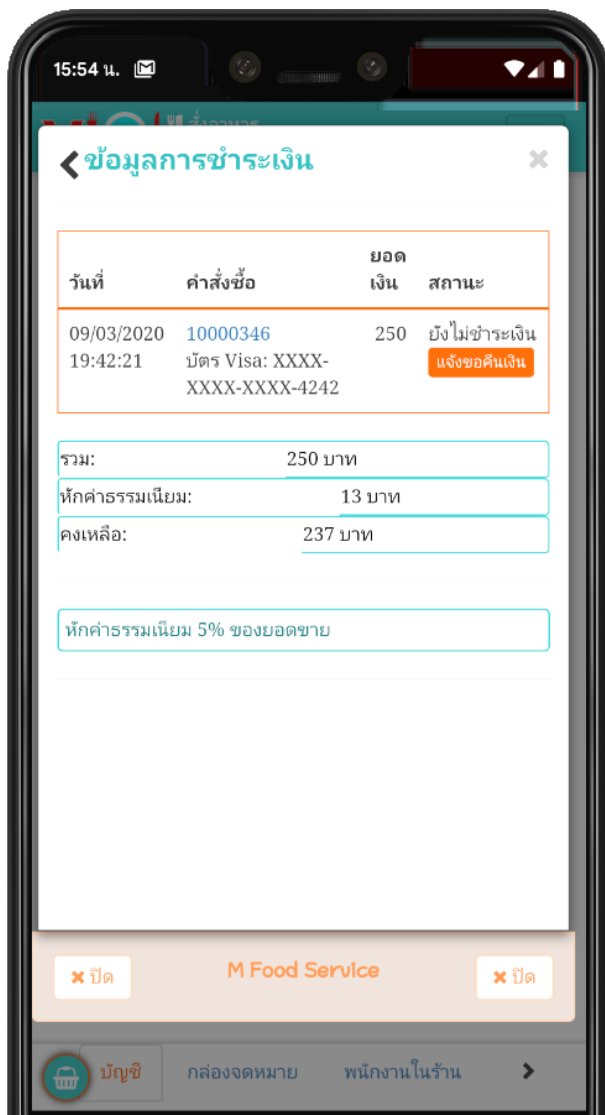 15:54 น.
สั่งอาหาร
ข้อมูลการชำระเงิน
วันที่ คำสั่งซื้อ ยอดเงิน สถานะ
09/03/2020 10000346 250 ยังไม่ชำระเงิน
19:42:21 บัตร Visa: XXXX- แจ้งขอคืนเงิน
XXXX-XXXX-4242
รวม: 250 บาท
หักค่าธรรมเนียม: 13 บาท
คงเหลือ: 237 บาท
หักค่าธรรมเนียม 5% ของยอดขาย
ปิด M Food Service ปิด
บัญชี กล่องจดหมาย พนักงานในร้าน